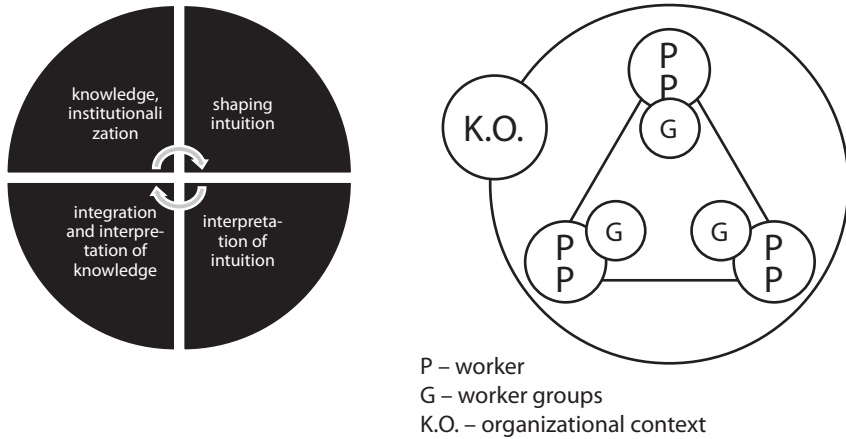 knowledge,
institutionali
zation
shaping
intuition
integration
and interpre-
tation of
knowledge
interpreta-
tion of
intuition
K.O.
P
P
G
P
P
G
G
P
P
P – worker
G – worker groups
K.O. – organizational context